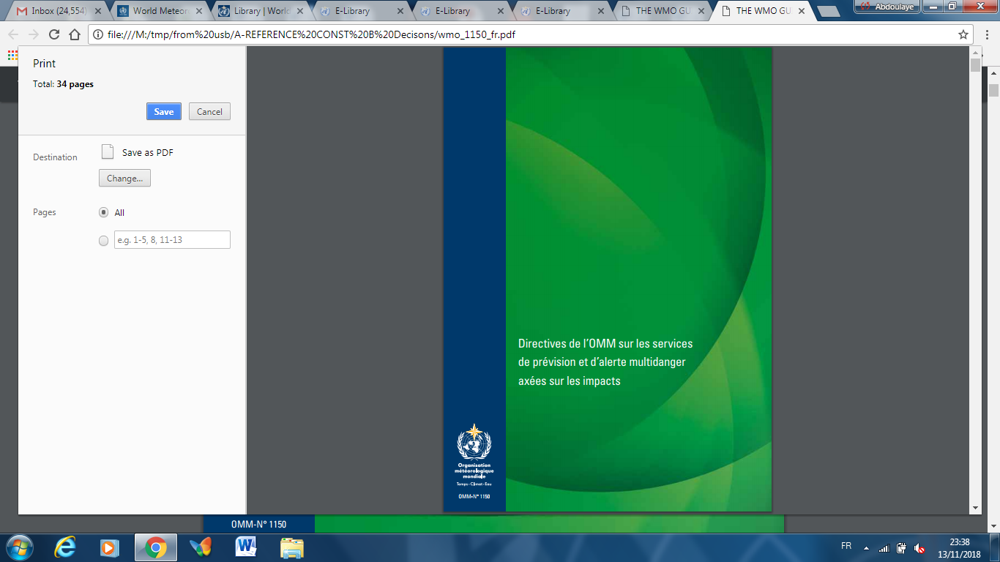 Inbox (24,554)
World Meteor
Library | World
E-Library
E-Library
E-Library
THE WMO GU
THE WMO GU
Abdoulaye
file:///M:/tmp/from%20usb/A-REFERENCE%20CONST%20B%20Decisons/wmo_1150_fr.pdf
Print
Total: 34 pages
Save
Cancel
Destination
Save as PDF
Change...
Pages
All
e.g. 1-5, 8, 11-13
Directives de l'OMM sur les services
de prévision et d'alerte multidanger
axées sur les impacts
Organisation
météorologique
mondiale
Temps • Climat • Eau
OMM-N° 1150
OMM-N° 1150
FR
23:38
13/11/2018